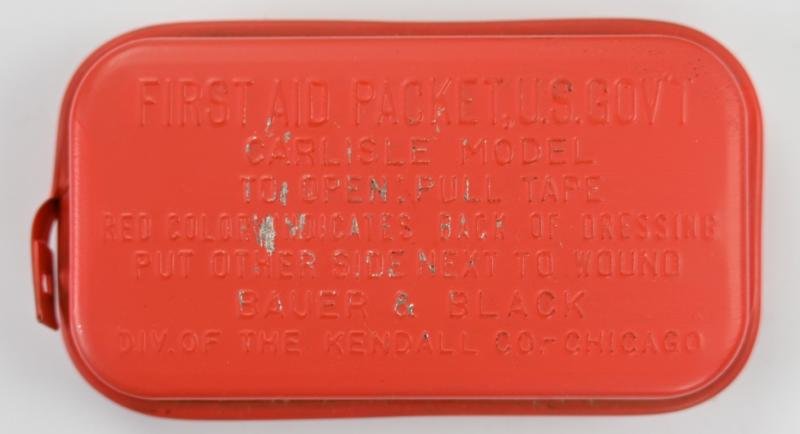 FIRST AID PACKET, U.S. GOV'T
CARLISLE MODEL
TO OPEN: PULL TAPE
RED COLOR INDICATES BACK OF DRESSING
PUT OTHER SIDE NEXT TO WOUND
BAUER & BLACK
DIV. OF THE KENDALL CO.-CHICAGO